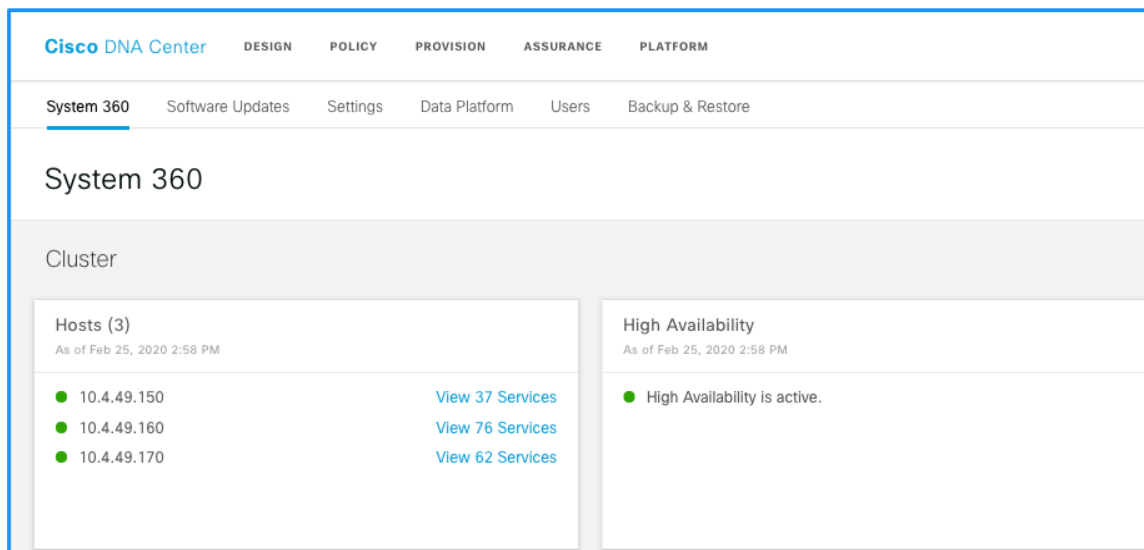 Cisco DNA Center DESIGN POLICY PROVISION ASSURANCE PLATFORM
System 360 Software Updates Settings Data Platform Users Backup & Restore
System 360
Cluster
Hosts (3)
As of Feb 25, 2020 2:58 PM
10.4.49.150 View 37 Services
10.4.49.160 View 76 Services
10.4.49.170 View 62 Services
High Availability
As of Feb 25, 2020 2:58 PM
High Availability is active.